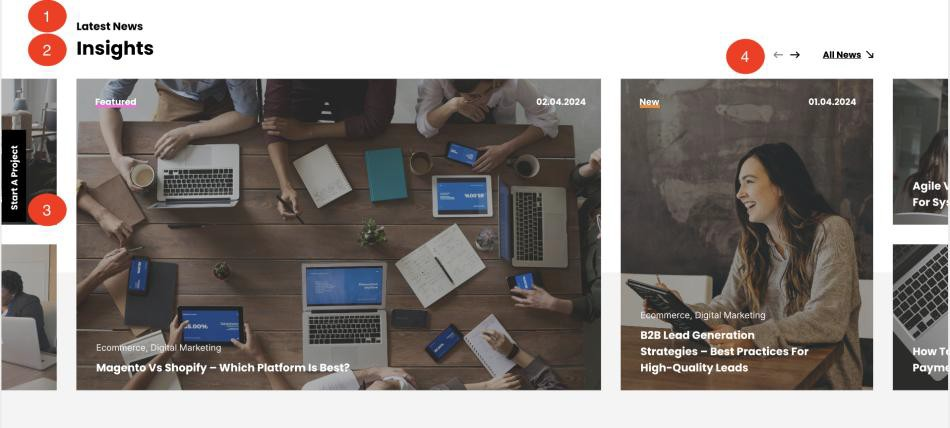 1
Latest News
2
Insights
4
All News
Featured
02.04.2024
New
01.04.2024
Start A Project
3
Agile
For Sys
Ecommerce, Digital Marketing
Magento Vs Shopify – Which Platform Is Best?
Ecommerce, Digital Marketing
B2B Lead Generation
Strategies – Best Practices For
High-Quality Leads
How To
Payme